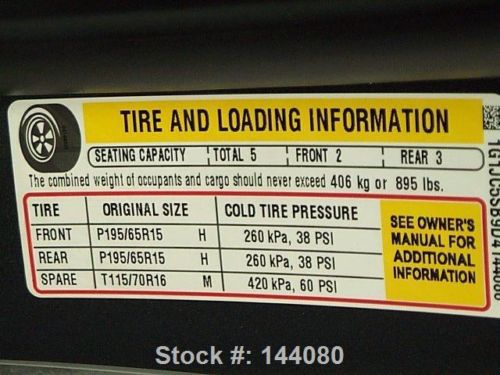 TIRE AND LOADING INFORMATION
SEATING CAPACITY TOTAL 5 FRONT 2 REAR 3
The combined weight of occupants and cargo should never exceed 406 kg or 895 lbs.
TIRE ORIGINAL SIZE COLD TIRE PRESSURE
FRONT P195/65R15 H 260 kPa, 38 PSI
REAR P195/65R15 H 260 kPa, 38 PSI
SPARE T115/70R16 M 420 kPa, 60 PSI
SEE OWNER'S
MANUAL FOR
ADDITIONAL
INFORMATION
Stock #: 144080